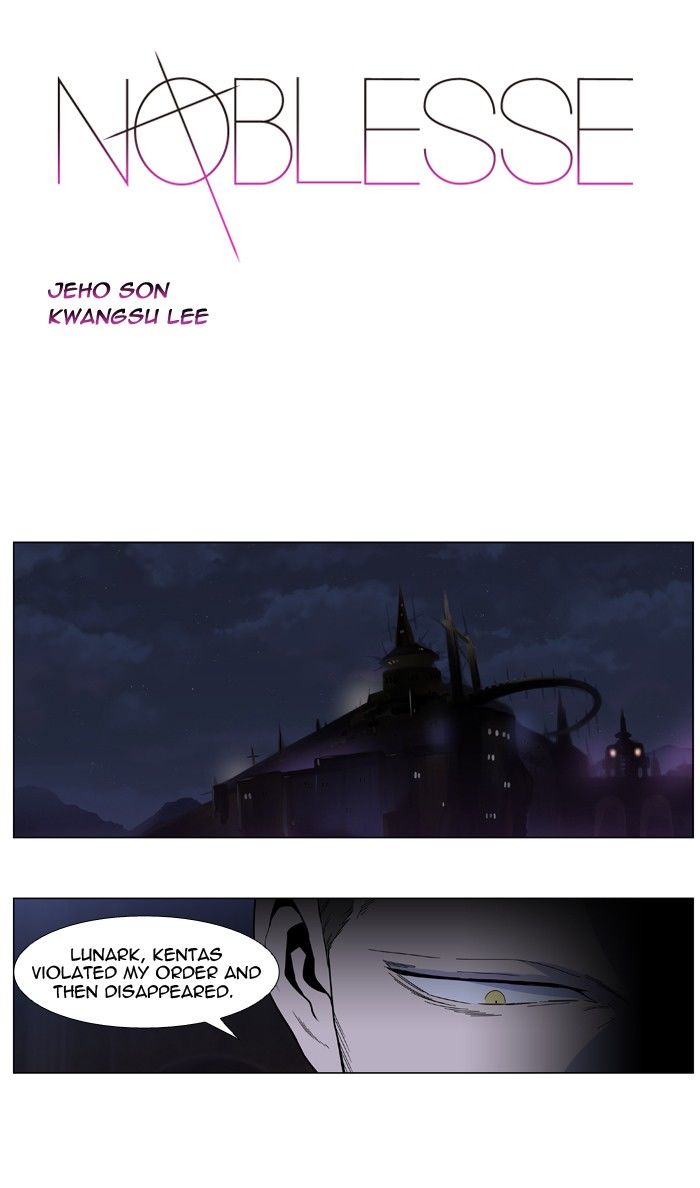 NOBLESSE
JEHO SON
KWANGSU LEE
LUNARK, KENTAS
VIOLATED MY ORDER AND
THEN DISAPPEARED.